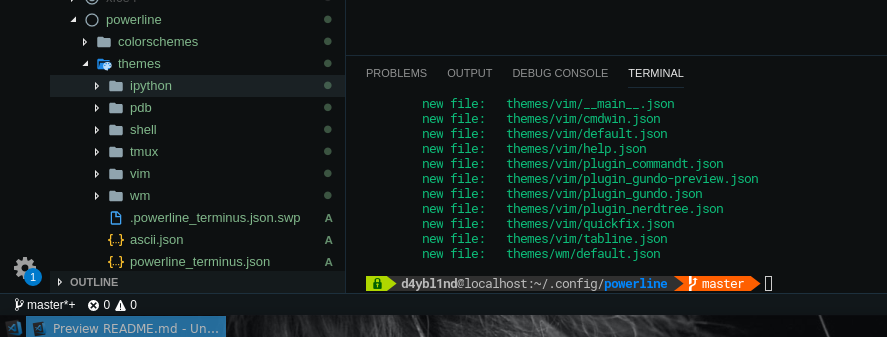 powerline
colorschemes
themes
ipython
pdb
shell
tmux
vim
wm
.powerline_terminus.json.swp A
ascii.json A
powerline_terminus.json A
OUTLINE
1
PROBLEMS OUTPUT DEBUG CONSOLE TERMINAL
new file: themes/vim/__main__.json
new file: themes/vim/cmdwin.json
new file: themes/vim/default.json
new file: themes/vim/help.json
new file: themes/vim/plugin_commandt.json
new file: themes/vim/plugin_gundo-preview.json
new file: themes/vim/plugin_gundo.json
new file: themes/vim/plugin_nerdtree.json
new file: themes/vim/quickfix.json
new file: themes/vim/tabline.json
new file: themes/wm/default.json
d4ybl1nd@localhost:~/.config/powerline master
master*+ 0 0
Preview README.md - Un...